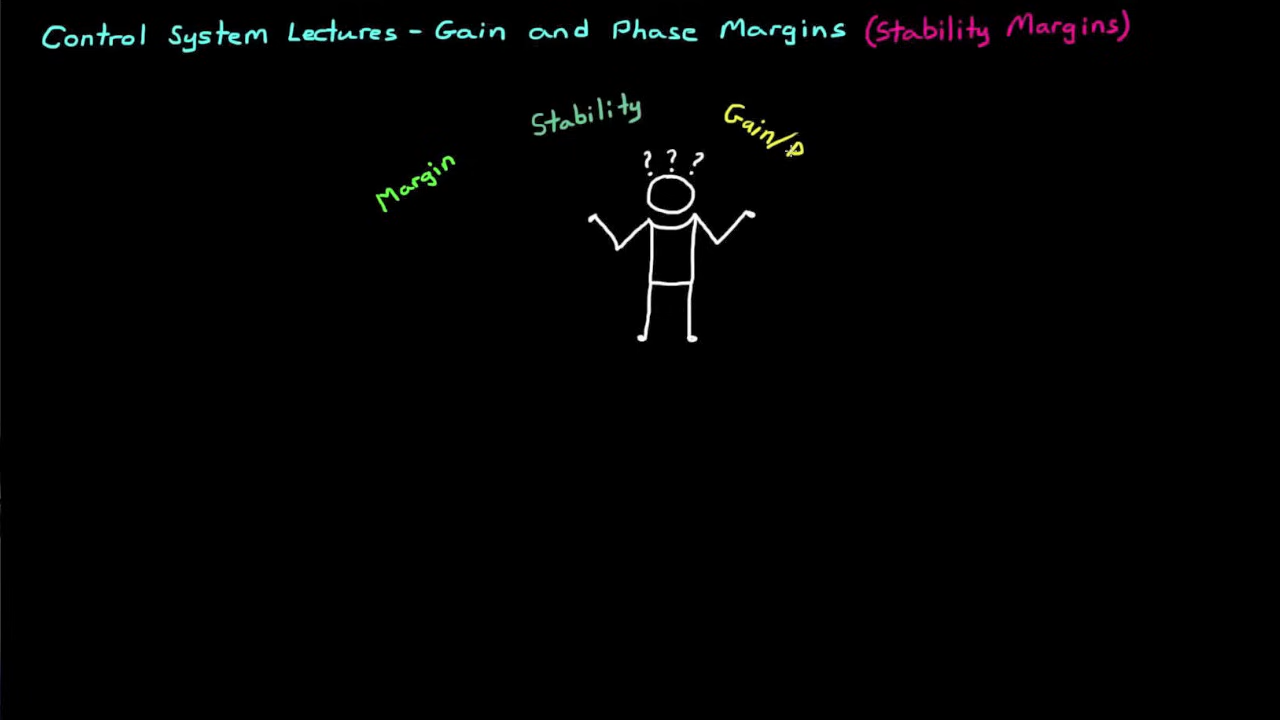 Control System Lectures - Gain and Phase Margins (Stability Margins)
Stability
Gain/P
Margin
? ? ?